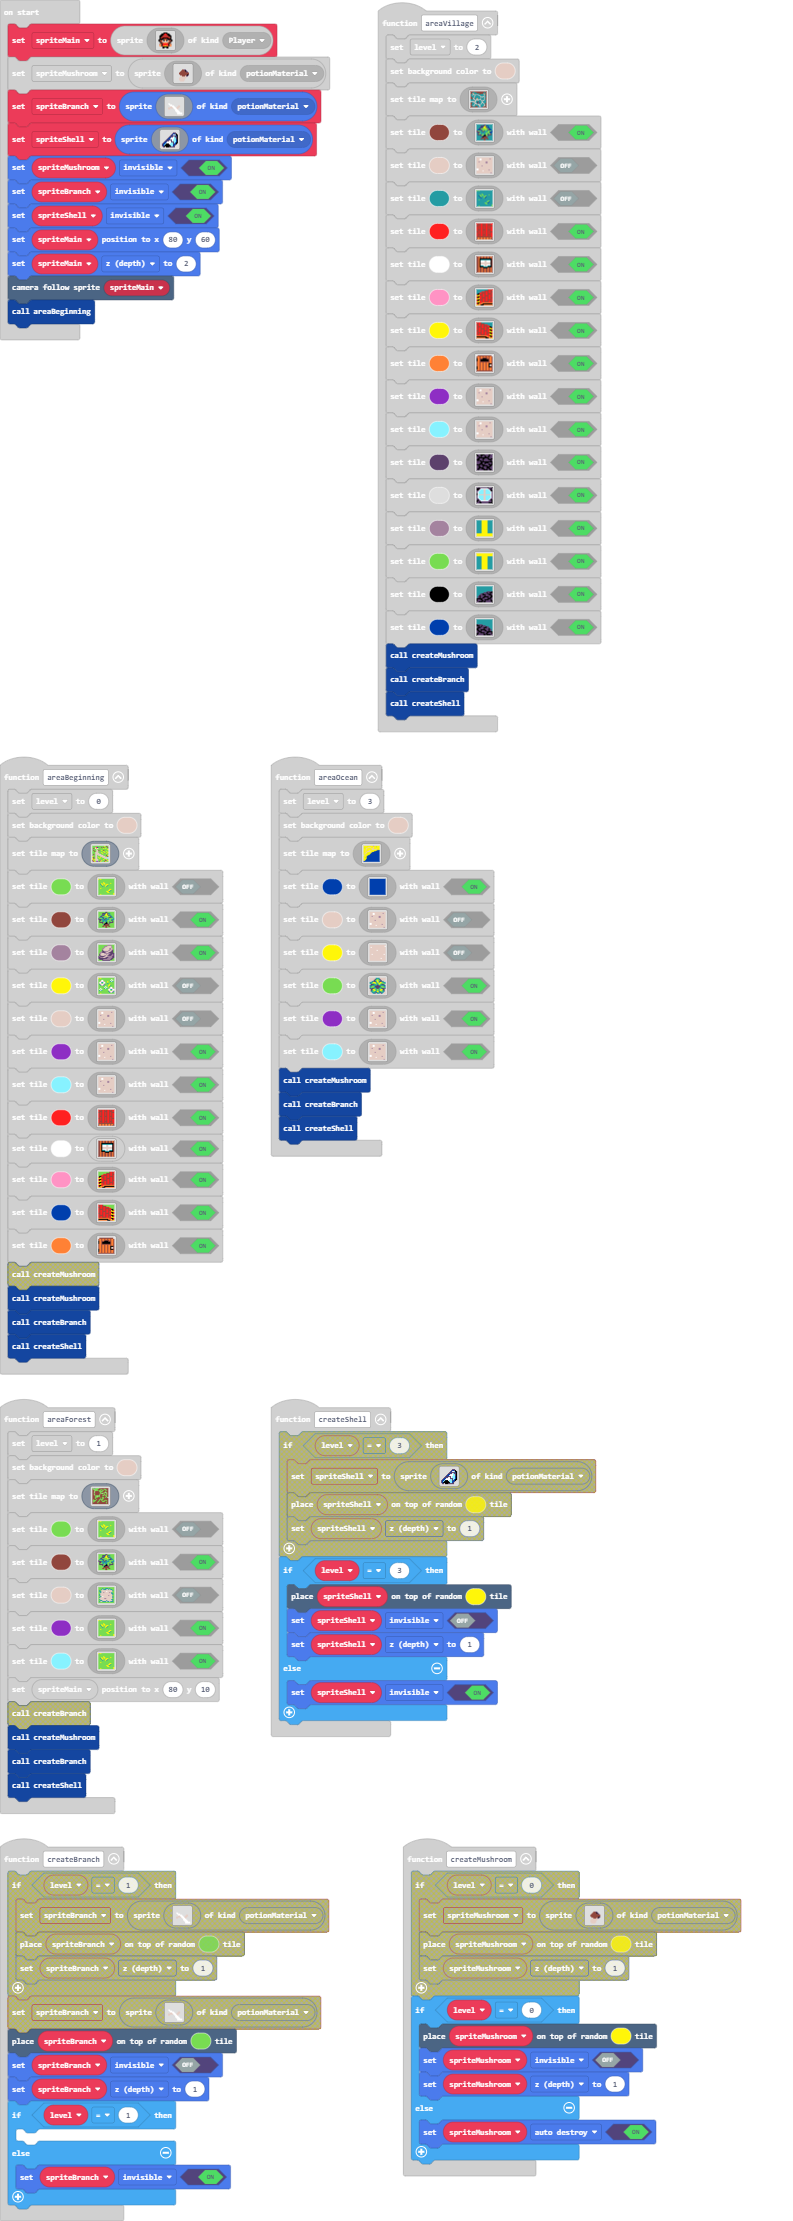 on start
set spriteMain to sprite of kind Player
set spriteMushroom to sprite of kind potionMaterial
set spriteBranch to sprite of kind potionMaterial
set spriteShell to sprite of kind potionMaterial
set spriteMushroom invisible ON
set spriteBranch invisible ON
set spriteShell invisible ON
set spriteMain position to x 80 y 60
set spriteMain z (depth) to 2
camera follow sprite spriteMain
call areaBeginning
function areaVillage
set level to 2
set background color to
set tile map to
set tile to with wall ON
set tile to with wall OFF
set tile to with wall OFF
set tile to with wall ON
set tile to with wall ON
set tile to with wall ON
set tile to with wall ON
set tile to with wall ON
set tile to with wall ON
set tile to with wall ON
set tile to with wall ON
set tile to with wall ON
set tile to with wall ON
set tile to with wall ON
set tile to with wall ON
set tile to with wall ON
call createMushroom
call createBranch
call createShell
function areaBeginning
set level to 0
set background color to
set tile map to
set tile to with wall OFF
set tile to with wall ON
set tile to with wall ON
set tile to with wall OFF
set tile to with wall OFF
set tile to with wall ON
set tile to with wall ON
set tile to with wall ON
set tile to with wall ON
set tile to with wall ON
set tile to with wall ON
set tile to with wall ON
call createMushroom
call createMushroom
call createBranch
call createShell
function areaOcean
set level to 3
set background color to
set tile map to
set tile to with wall ON
set tile to with wall OFF
set tile to with wall OFF
set tile to with wall ON
set tile to with wall ON
set tile to with wall ON
call createMushroom
call createBranch
call createShell
function areaForest
set level to 1
set background color to
set tile map to
set tile to with wall OFF
set tile to with wall ON
set tile to with wall OFF
set tile to with wall ON
set tile to with wall ON
set spriteMain position to x 80 y 10
call createBranch
call createMushroom
call createBranch
call createShell
function createShell
if level = 3 then
set spriteShell to sprite of kind potionMaterial
place spriteShell on top of random tile
set spriteShell z (depth) to 1
if level = 3 then
place spriteShell on top of random tile
set spriteShell invisible OFF
set spriteShell z (depth) to 1
else
set spriteShell invisible ON
function createBranch
if level = 1 then
set spriteBranch to sprite of kind potionMaterial
place spriteBranch on top of random tile
set spriteBranch z (depth) to 1
set spriteBranch to sprite of kind potionMaterial
place spriteBranch on top of random tile
set spriteBranch invisible OFF
set spriteBranch z (depth) to 1
if level = 1 then
else
set spriteBranch invisible ON
function createMushroom
if level = 0 then
set spriteMushroom to sprite of kind potionMaterial
place spriteMushroom on top of random tile
set spriteMushroom z (depth) to 1
if level = 0 then
place spriteMushroom on top of random tile
set spriteMushroom invisible OFF
set spriteMushroom z (depth) to 1
else
set spriteMushroom auto destroy ON